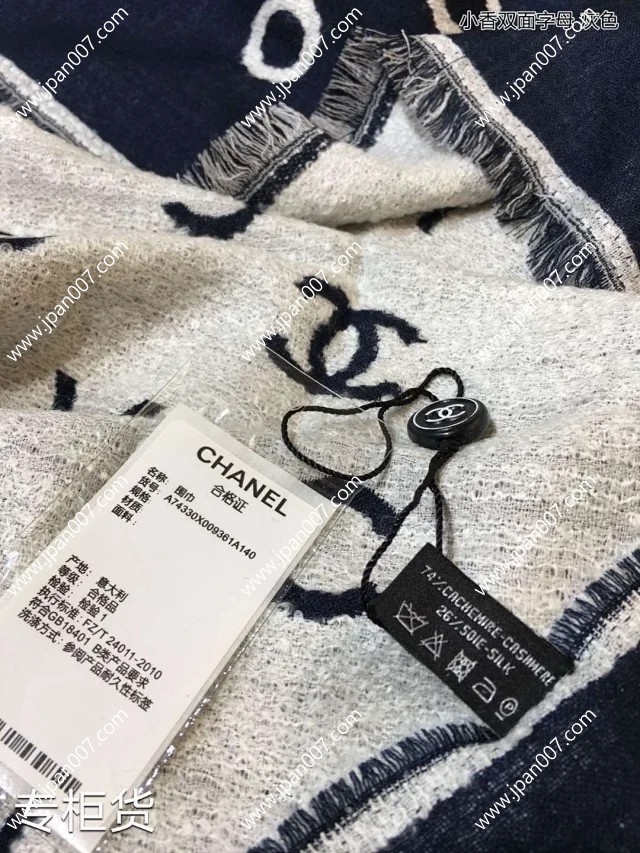 小香双面字母 灰色
www.jpan007.com
CHANEL
合格证
名称: 围巾
货号: A74330X009361A140
规格:
材质:
面料:
产地: 意大利
等级: 合格品
检验: 检验1
执行标准: FZ/T 24011-2010
符合GB18401 B类产品要求
洗涤方式: 参阅产品耐久性标签
74%CACHEMIRE-CASHMERE
26%SOIE-SILK
专柜货